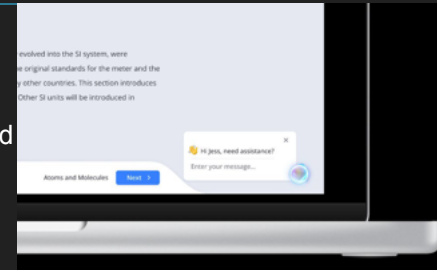 evolved into the SI system, were
e original standards for the meter and the
y other countries. This section introduces
Other SI units will be introduced in
d
👋 Hi Jess, need assistance?
Enter your message...
Atoms and Molecules
Next >